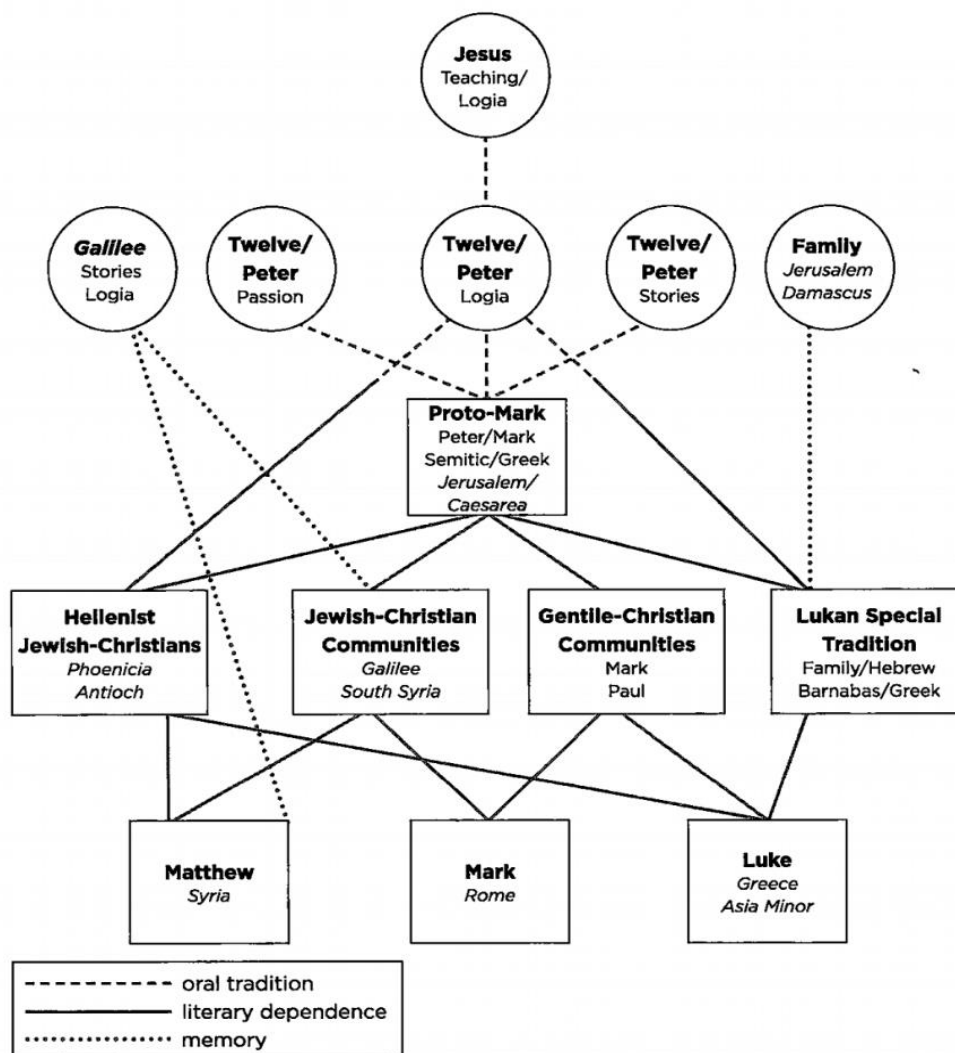 Jesus
Teaching/
Logia
Galilee
Stories
Logia
Twelve/
Peter
Passion
Twelve/
Peter
Logia
Twelve/
Peter
Stories
Family
Jerusalem
Damascus
Proto-Mark
Peter/Mark
Semitic/Greek
Jerusalem/
Caesarea
Hellenist
Jewish-Christians
Phoenicia
Antioch
Jewish-Christian
Communities
Galilee
South Syria
Gentile-Christian
Communities
Mark
Paul
Lukan Special
Tradition
Family/Hebrew
Barnabas/Greek
Matthew
Syria
Mark
Rome
Luke
Greece
Asia Minor
oral tradition
literary dependence
memory